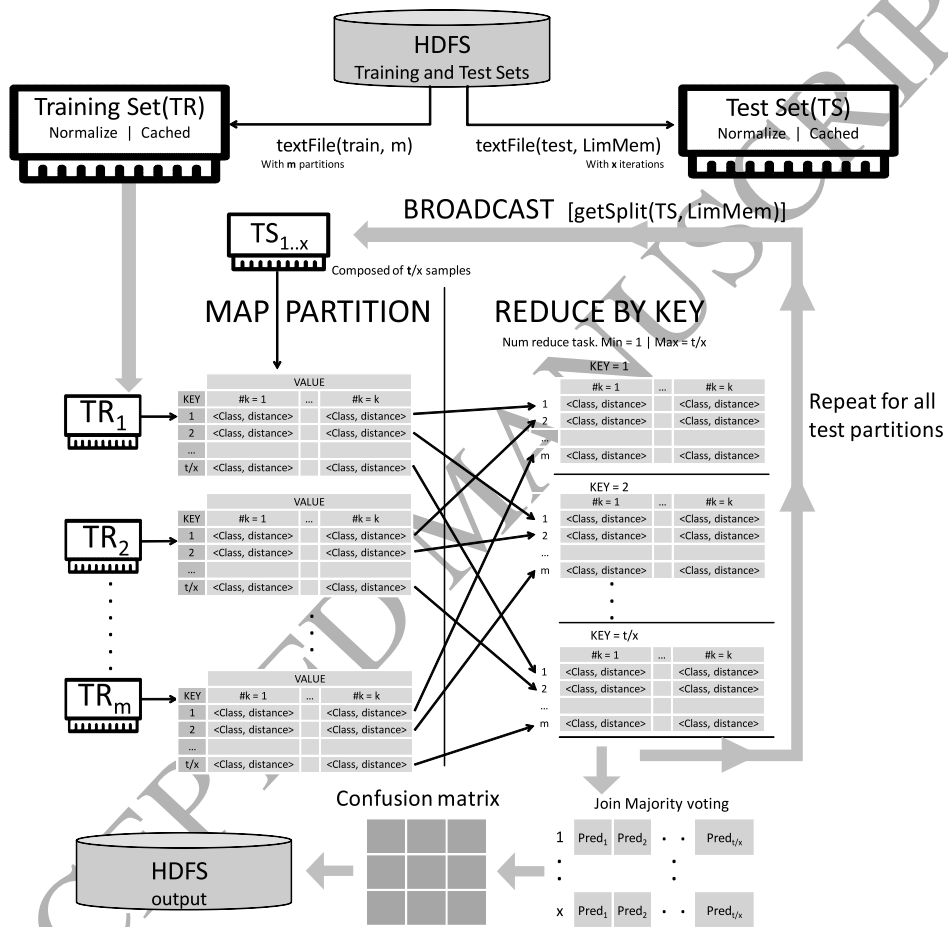 HDFS
Training and Test Sets
Training Set(TR)
Normalize | Cached
Test Set(TS)
Normalize | Cached
textFile(train, m)
With m partitions
textFile(test, LimMem)
With x iterations
BROADCAST [getSplit(TS, LimMem)]
TS1..x
Composed of t/x samples
MAP PARTITION
REDUCE BY KEY
Num reduce task. Min = 1 | Max = t/x
Repeat for all
test partitions
TR1
VALUE
KEY #k = 1 ... #k = k
1 <Class, distance> <Class, distance>
2 <Class, distance> <Class, distance>
...
t/x <Class, distance> <Class, distance>
TR2
VALUE
KEY #k = 1 ... #k = k
1 <Class, distance> <Class, distance>
2 <Class, distance> <Class, distance>
...
t/x <Class, distance> <Class, distance>
TRm
VALUE
KEY #k = 1 ... #k = k
1 <Class, distance> <Class, distance>
2 <Class, distance> <Class, distance>
...
t/x <Class, distance> <Class, distance>
KEY = 1
#k = 1 ... #k = k
1 <Class, distance> <Class, distance>
2 <Class, distance> <Class, distance>
...
m <Class, distance> <Class, distance>
KEY = 2
#k = 1 ... #k = k
1 <Class, distance> <Class, distance>
2 <Class, distance> <Class, distance>
...
m <Class, distance> <Class, distance>
KEY = t/x
#k = 1 ... #k = k
1 <Class, distance> <Class, distance>
2 <Class, distance> <Class, distance>
...
m <Class, distance> <Class, distance>
Join Majority voting
1 Pred1 Pred2 . . Predt/x
x Pred1 Pred2 . . Predt/x
Confusion matrix
HDFS
output
CEPTED MANUSCRIP